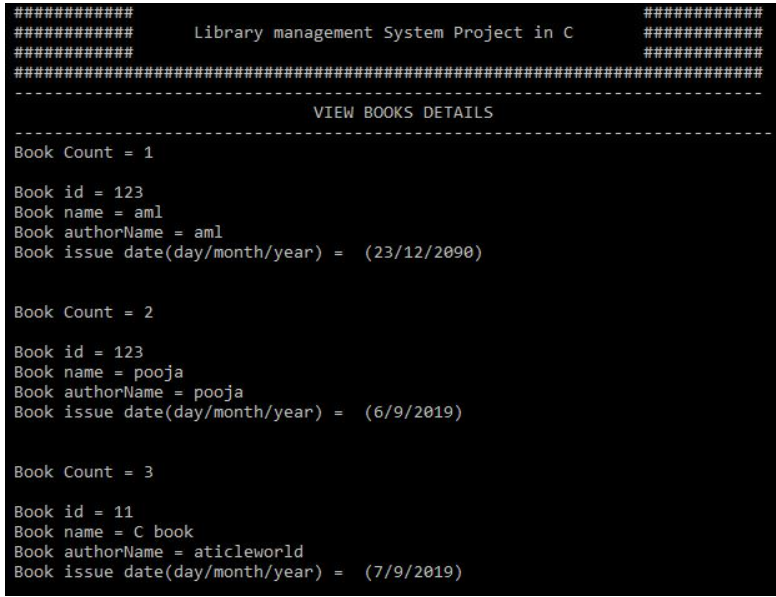 ############ ############
############ Library management System Project in C ############
############ ############
###########################################################################
---------------------------------------------------------------------------
VIEW BOOKS DETAILS
----------------------------------------------------------------------------
Book Count = 1
Book id = 123
Book name = aml
Book authorName = aml
Book issue date(day/month/year) = (23/12/2090)
Book Count = 2
Book id = 123
Book name = pooja
Book authorName = pooja
Book issue date(day/month/year) = (6/9/2019)
Book Count = 3
Book id = 11
Book name = C book
Book authorName = aticleworld
Book issue date(day/month/year) = (7/9/2019)